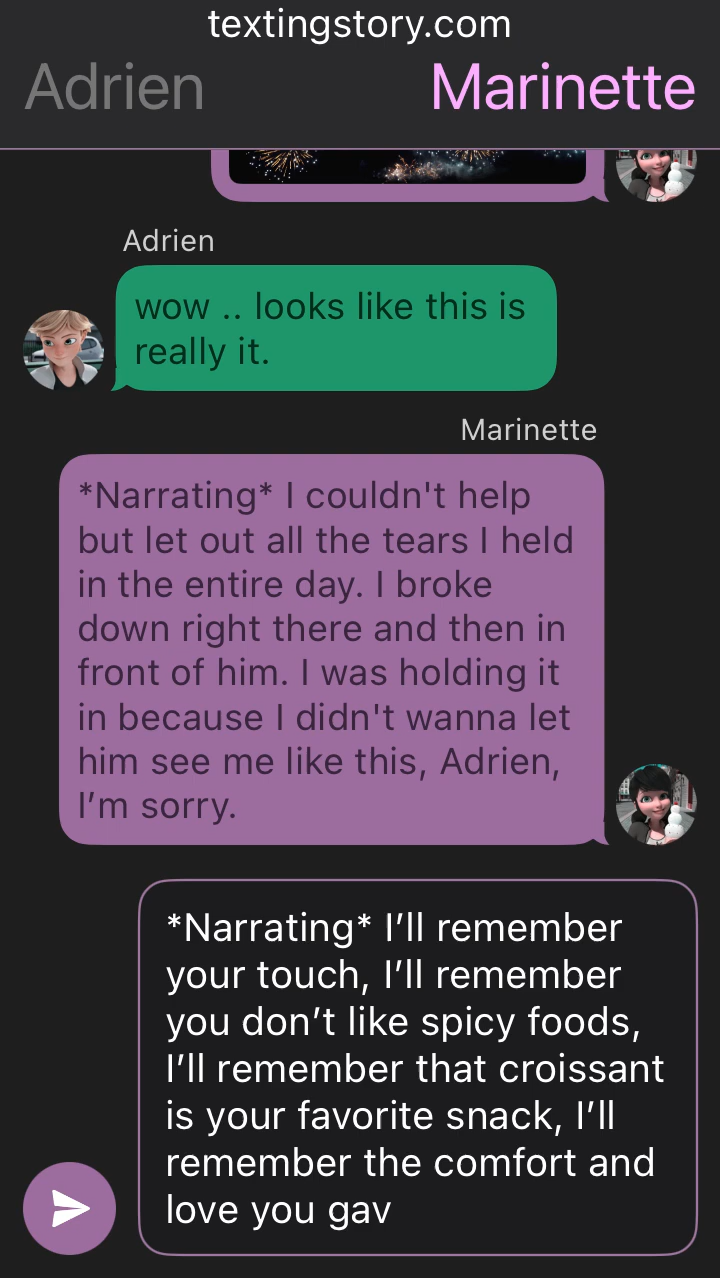 textingstory.com
Adrien
Marinette
Adrien
wow .. looks like this is
really it.
Marinette
*Narrating* I couldn't help
but let out all the tears I held
in the entire day. I broke
down right there and then in
front of him. I was holding it
in because I didn't wanna let
him see me like this, Adrien,
I’m sorry.
*Narrating* I’ll remember
your touch, I’ll remember
you don’t like spicy foods,
I’ll remember that croissant
is your favorite snack, I’ll
remember the comfort and
love you gav